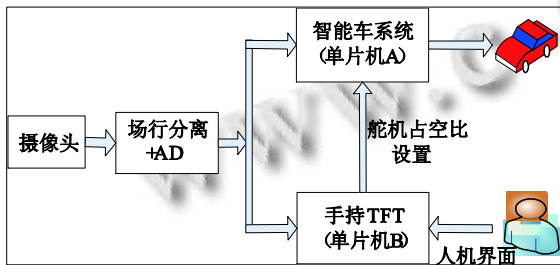 智能车系统
(单片机A)
摄像头
场行分离
+AD
舵机占空比
设置
手持TFT
(单片机B)
人机界面
www.c